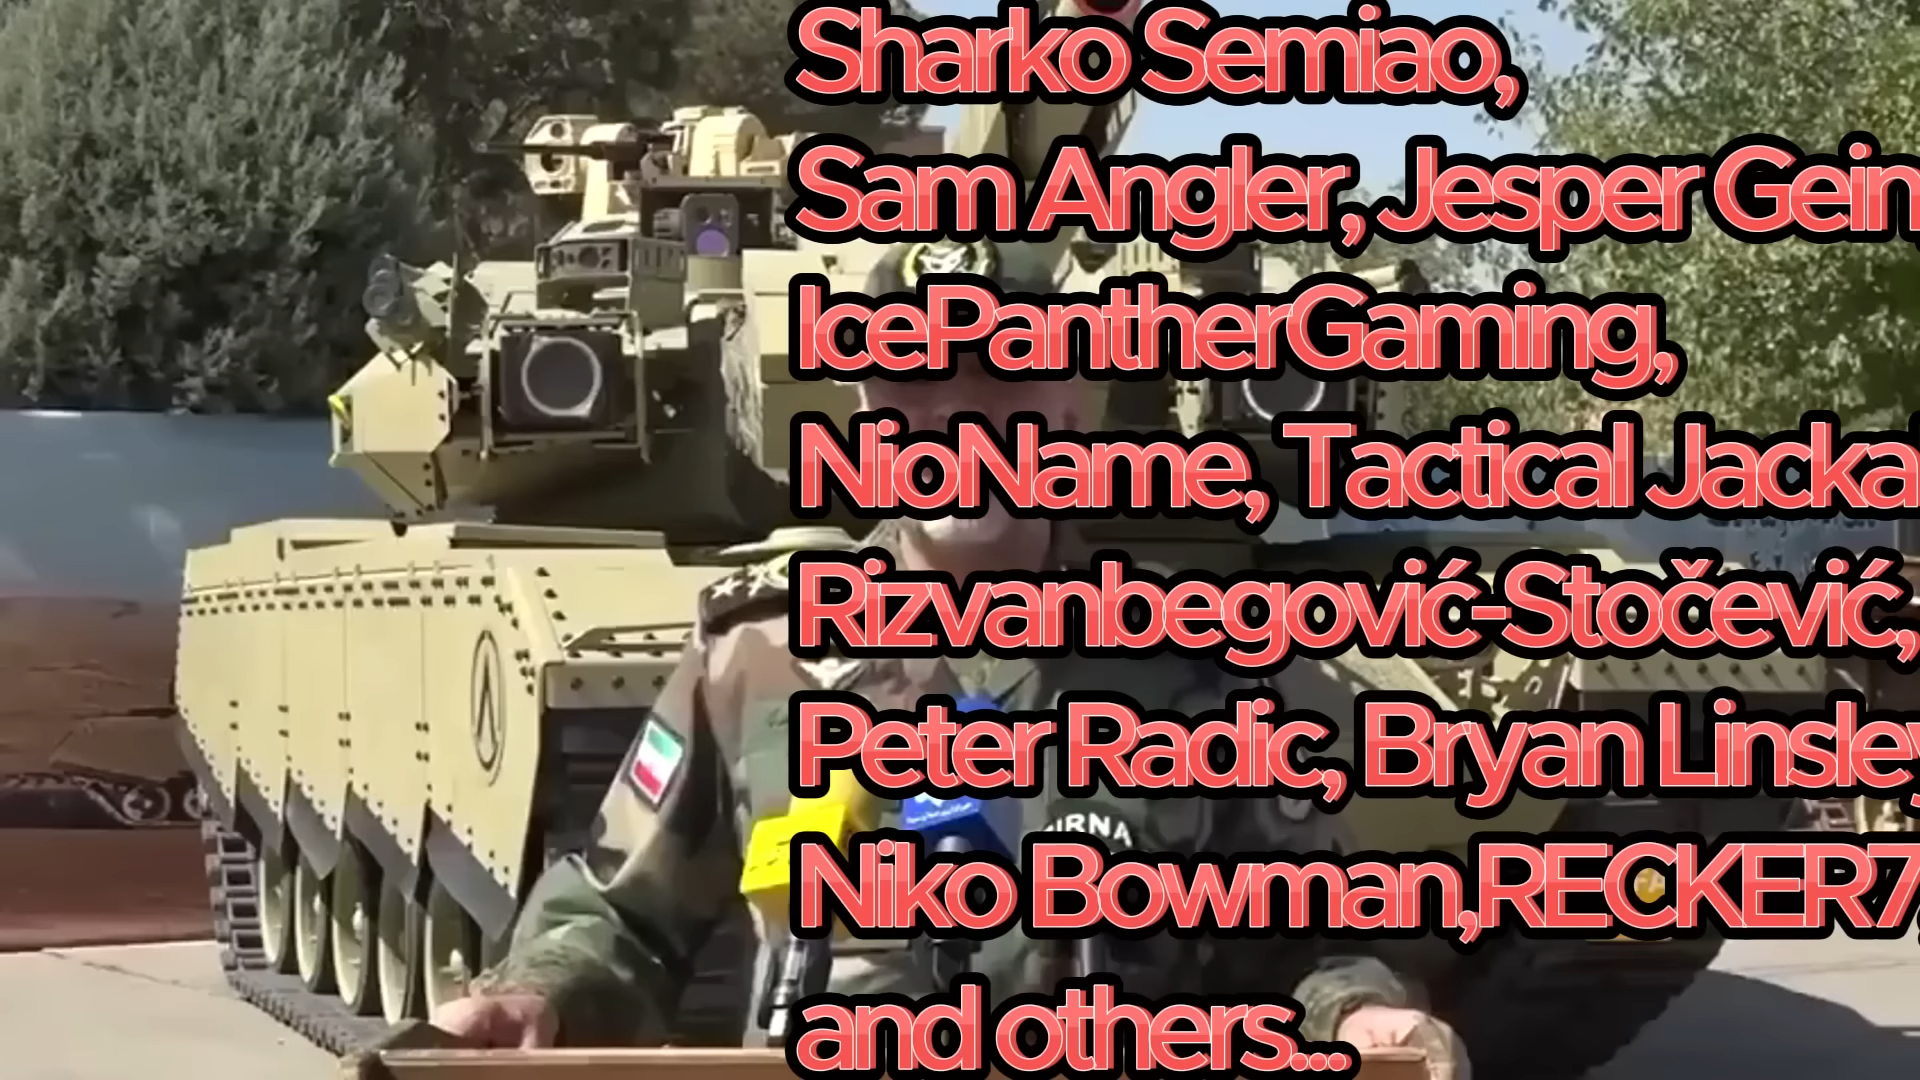 Sharko Semiao,
Sam Angler, Jesper Gein
IcePantherGaming,
NioName, Tactical Jacka
Rizvanbegović-Stočević,
Peter Radic, Bryan Linsley
Niko Bowman,RECKER7,
and others...
IRNA